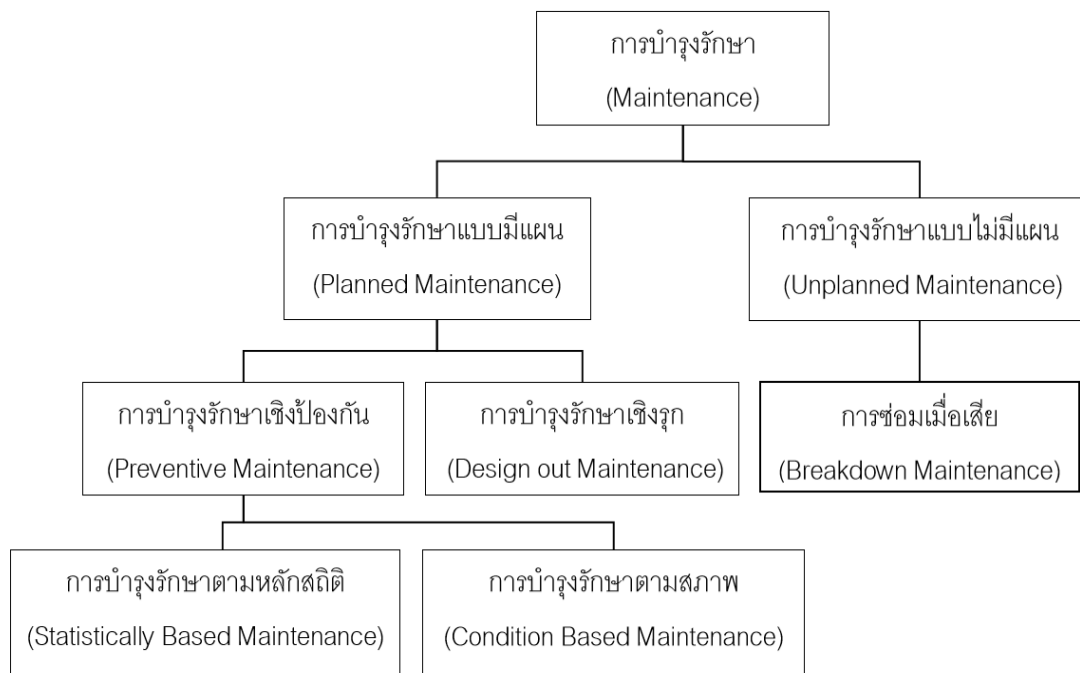 การบำรุงรักษา
(Maintenance)
การบำรุงรักษาแบบมีแผน
(Planned Maintenance)
การบำรุงรักษาแบบไม่มีแผน
(Unplanned Maintenance)
การบำรุงรักษาเชิงป้องกัน
(Preventive Maintenance)
การบำรุงรักษาเชิงรุก
(Design out Maintenance)
การซ่อมเมื่อเสีย
(Breakdown Maintenance)
การบำรุงรักษาตามหลักสถิติ
(Statistically Based Maintenance)
การบำรุงรักษาตามสภาพ
(Condition Based Maintenance)